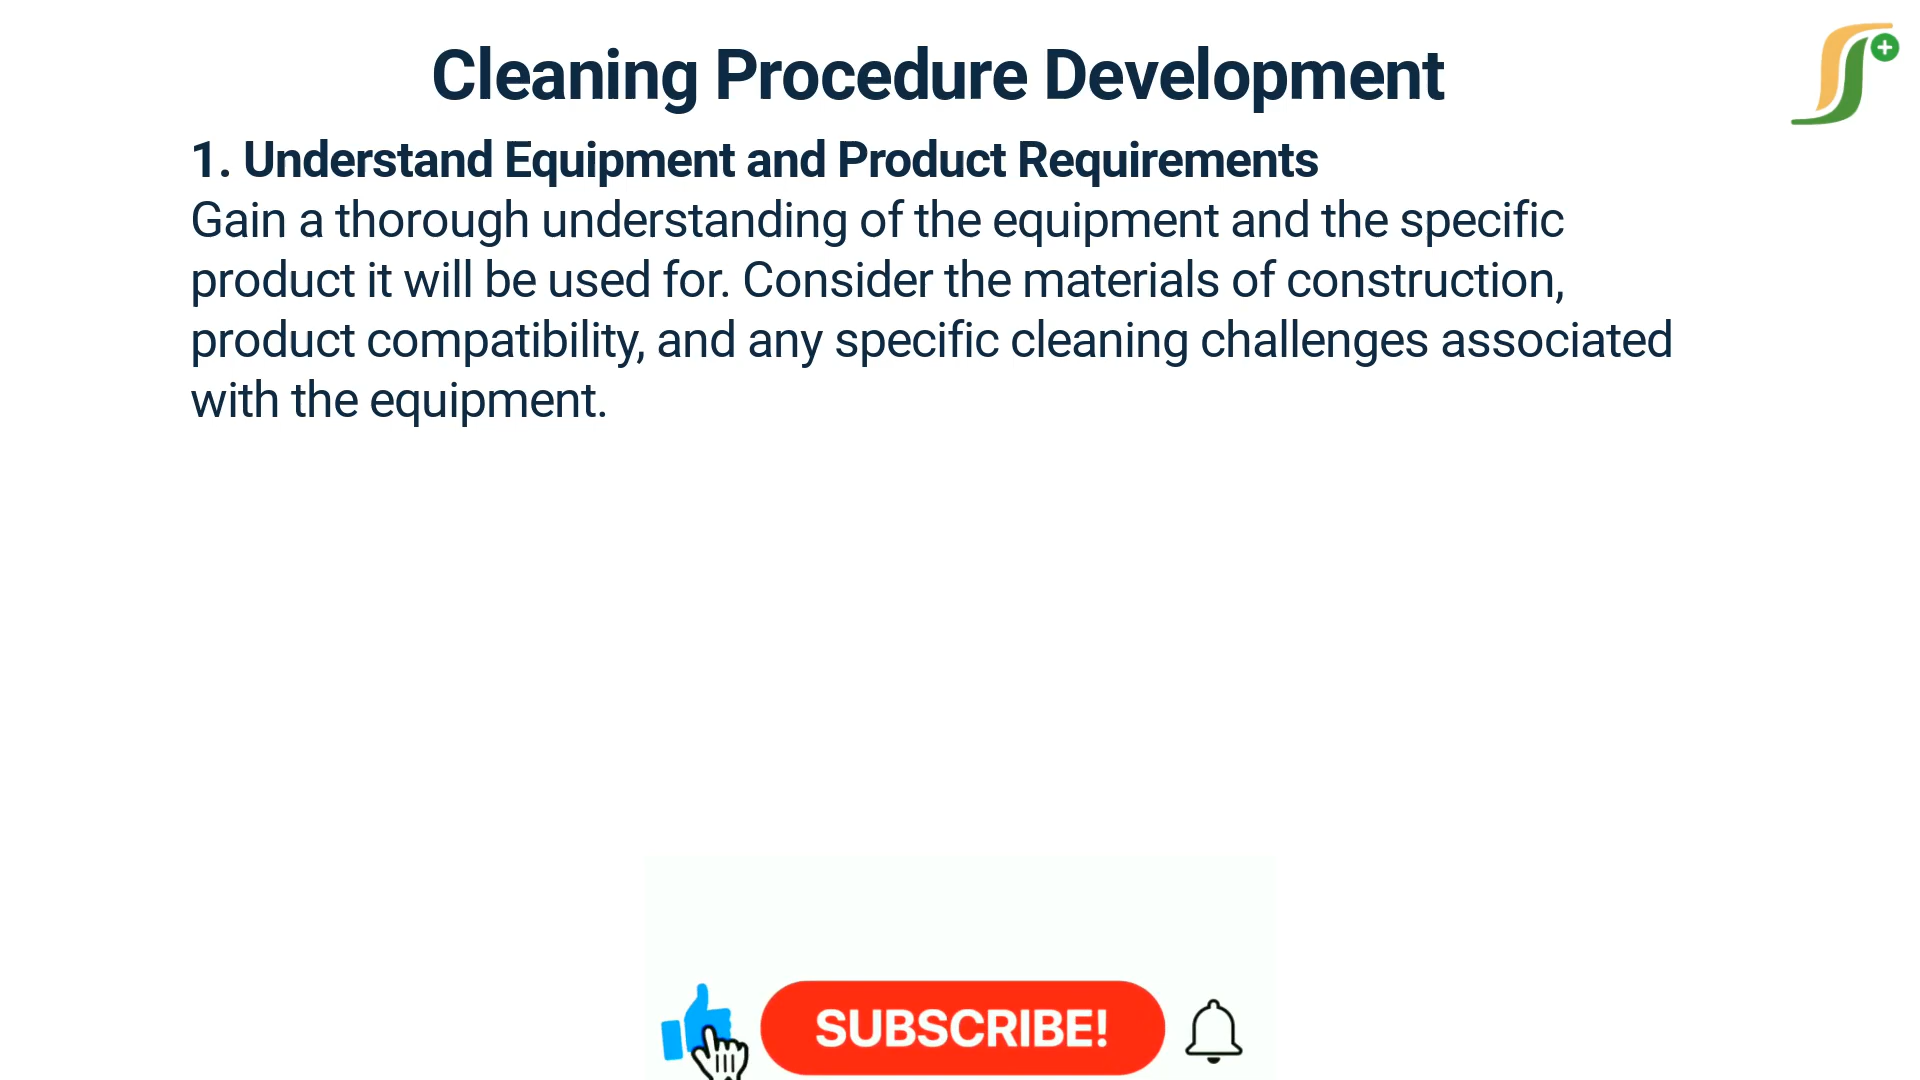 Cleaning Procedure Development
1. Understand Equipment and Product Requirements
Gain a thorough understanding of the equipment and the specific
product it will be used for. Consider the materials of construction,
product compatibility, and any specific cleaning challenges associated
with the equipment.
SUBSCRIBE!